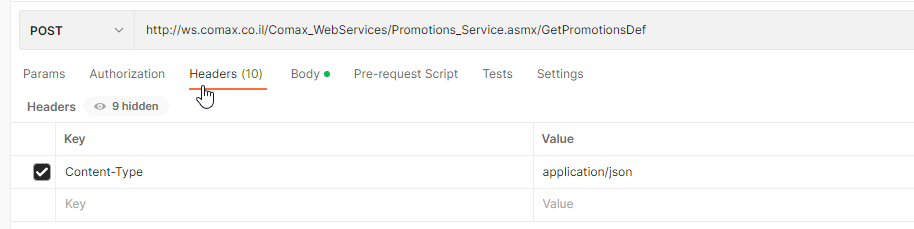 POST http://ws.comax.co.il/Comax_WebServices/Promotions_Service.asmx/GetPromotionsDef
Params Authorization Headers (10) Body Pre-request Script Tests Settings
Headers 9 hidden
Key Value
Content-Type application/json
Key Value